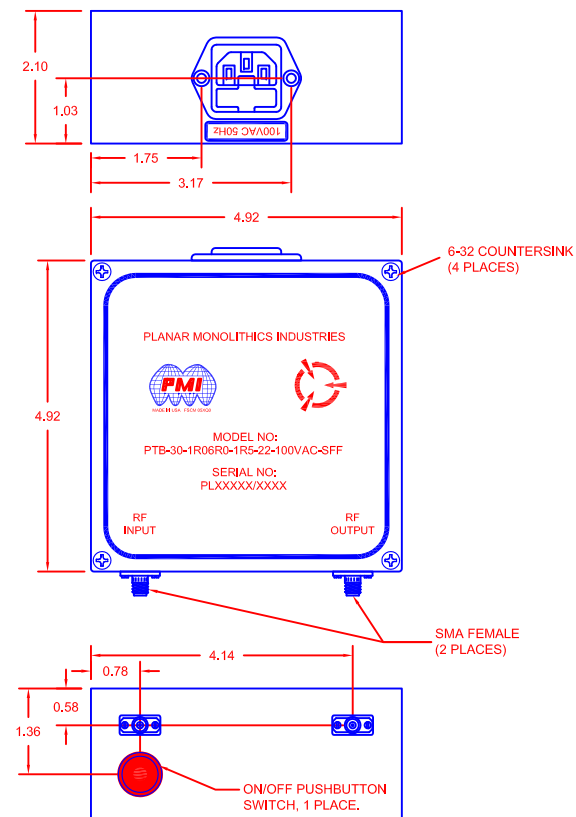 2.10
1.03
100VAC 50Hz
1.75
3.17
4.92
6-32 COUNTERSINK
(4 PLACES)
PLANAR MONOLITHICS INDUSTRIES
PMI
MADE IN USA
4.92
MODEL NO:
PTB-30-1R06R0-1R5-22-100VAC-SFF
SERIAL NO:
PLXXXXX/XXXX
RF
INPUT
RF
OUTPUT
SMA FEMALE
(2 PLACES)
4.14
0.78
0.58
1.36
ON/OFF PUSHBUTTON
SWITCH, 1 PLACE.